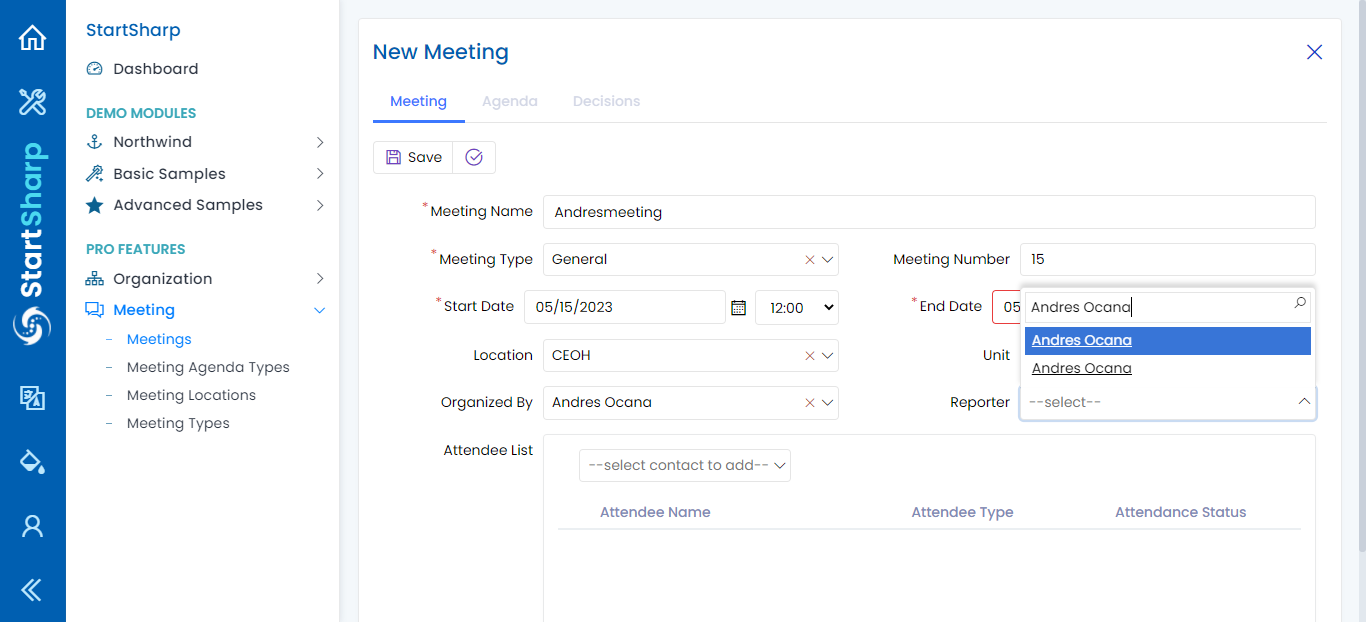 StartSharp
StartSharp
Dashboard
DEMO MODULES
Northwind
Basic Samples
Advanced Samples
PRO FEATURES
Organization
Meeting
Meetings
Meeting Agenda Types
Meeting Locations
Meeting Types
New Meeting
Meeting Agenda Decisions
Save
*Meeting Name Andresmeeting
*Meeting Type General Meeting Number 15
*Start Date 05/15/2023 12:00 *End Date 05
Andres Ocana
Andres Ocana
Andres Ocana
Location CEOH Unit
Organized By Andres Ocana Reporter --select--
Attendee List
--select contact to add--
Attendee Name Attendee Type Attendance Status